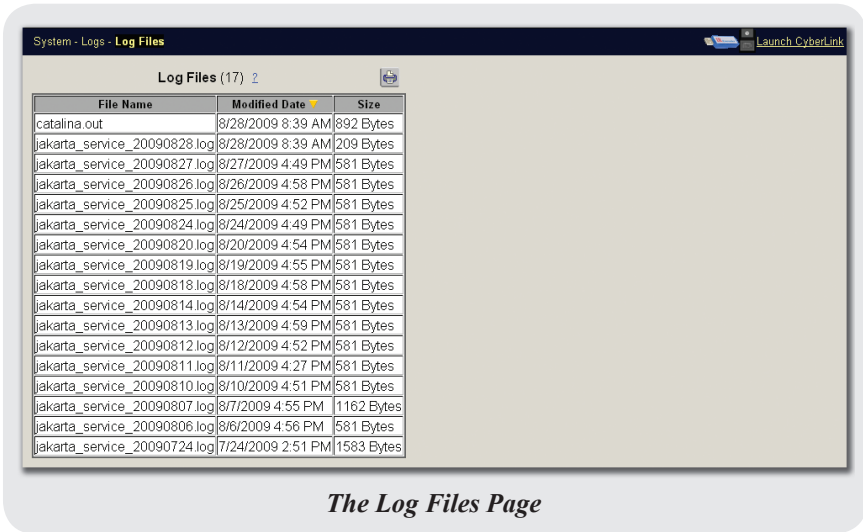 System - Logs - Log Files
Launch CyberLink
Log Files (17) ?
File Name Modified Date Size
catalina.out 8/28/2009 8:39 AM 892 Bytes
jakarta_service_20090828.log 8/28/2009 8:39 AM 209 Bytes
jakarta_service_20090827.log 8/27/2009 4:49 PM 581 Bytes
jakarta_service_20090826.log 8/26/2009 4:58 PM 581 Bytes
jakarta_service_20090825.log 8/25/2009 4:52 PM 581 Bytes
jakarta_service_20090824.log 8/24/2009 4:49 PM 581 Bytes
jakarta_service_20090820.log 8/20/2009 4:54 PM 581 Bytes
jakarta_service_20090819.log 8/19/2009 4:55 PM 581 Bytes
jakarta_service_20090818.log 8/18/2009 4:58 PM 581 Bytes
jakarta_service_20090814.log 8/14/2009 4:54 PM 581 Bytes
jakarta_service_20090813.log 8/13/2009 4:59 PM 581 Bytes
jakarta_service_20090812.log 8/12/2009 4:52 PM 581 Bytes
jakarta_service_20090811.log 8/11/2009 4:27 PM 581 Bytes
jakarta_service_20090810.log 8/10/2009 4:51 PM 581 Bytes
jakarta_service_20090807.log 8/7/2009 4:55 PM 1162 Bytes
jakarta_service_20090806.log 8/6/2009 4:56 PM 581 Bytes
jakarta_service_20090724.log 7/24/2009 2:51 PM 1583 Bytes
The Log Files Page